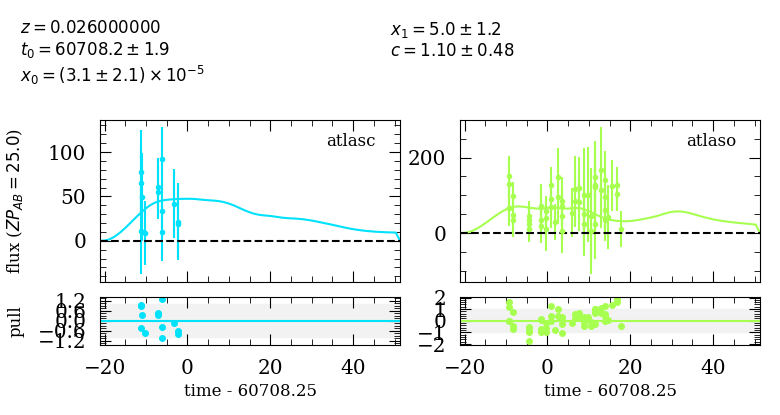 z = 0.026000000
t₀ = 60708.2 ± 1.9
x₀ = (3.1 ± 2.1) × 10⁻⁵
x₁ = 5.0 ± 1.2
c = 1.10 ± 0.48
atlasc
100
50
0
flux (ZP_AB = 25.0)
atlaso
200
0
pull
1.2
0.6
0.0
−0.6
−1.2
−20 0 20 40
time - 60708.25
2
1
0
−1
−2
−20 0 20 40
time - 60708.25